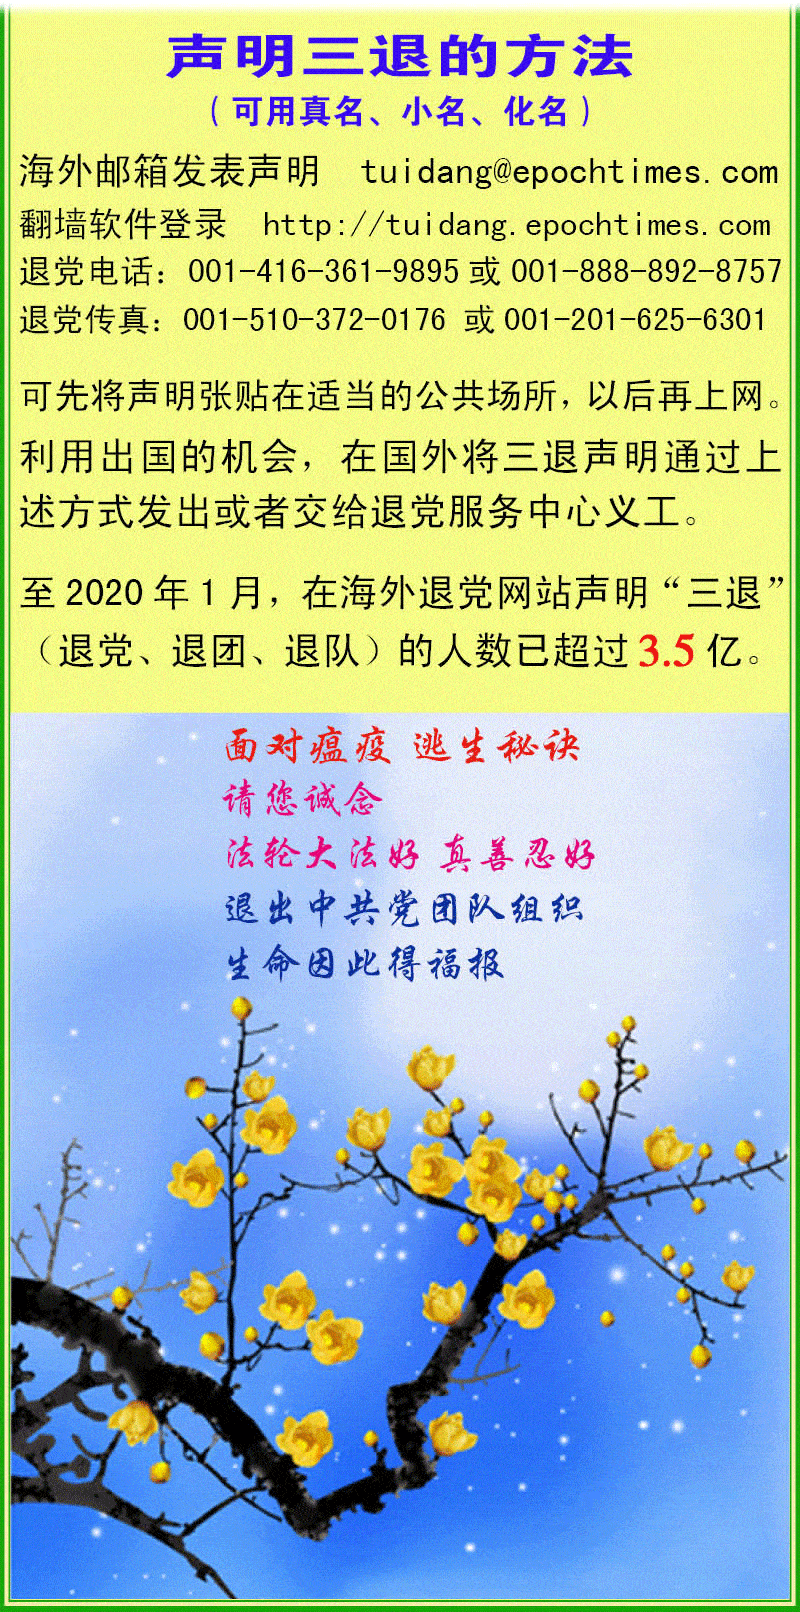 声明三退的方法
（可用真名、小名、化名）
海外邮箱发表声明 tuidang@epochtimes.com
翻墙软件登录 http://tuidang.epochtimes.com
退党电话：001-416-361-9895 或 001-888-892-8757
退党传真：001-510-372-0176 或 001-201-625-6301
可先将声明张贴在适当的公共场所，以后再上网。
利用出国的机会，在国外将三退声明通过上
述方式发出或者交给退党服务中心义工。
至 2020 年 1 月，在海外退党网站声明“三退”
（退党、退团、退队）的人数已超过 3.5 亿。
面对瘟疫 逃生秘诀
请您诚念
法轮大法好 真善忍好
退出中共党团队组织
生命因此得福报